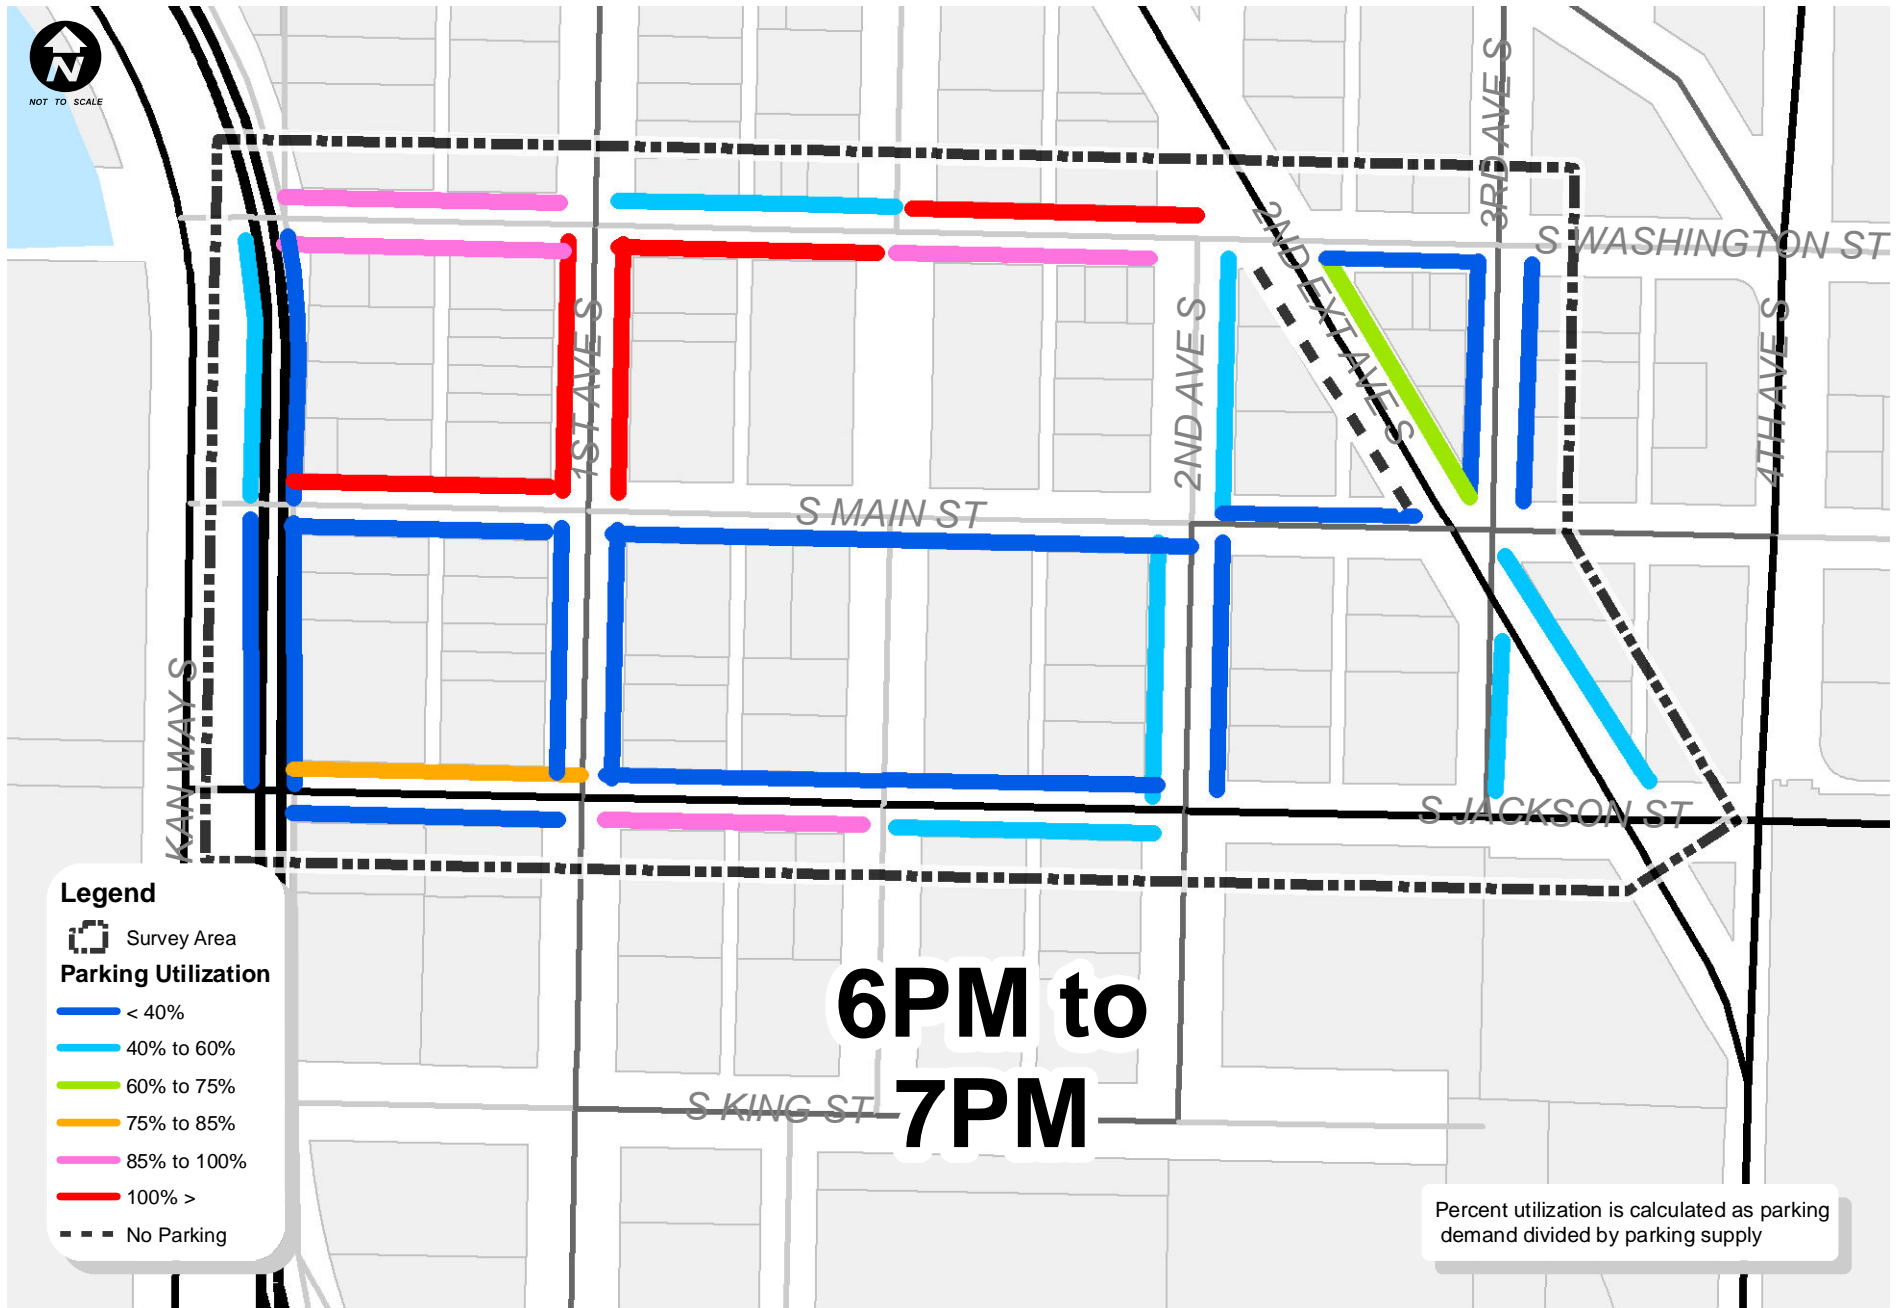 N
NOT TO SCALE
3RD AVE S
S WASHINGTON ST
2ND EXT AVE S
1ST AVE S
2ND AVE S
4TH AVE S
S MAIN ST
KAN WAY S
S JACKSON ST
Legend
Survey Area
Parking Utilization
< 40%
40% to 60%
60% to 75%
75% to 85%
85% to 100%
100% >
No Parking
6PM to
7PM
S KING ST
Percent utilization is calculated as parking
demand divided by parking supply